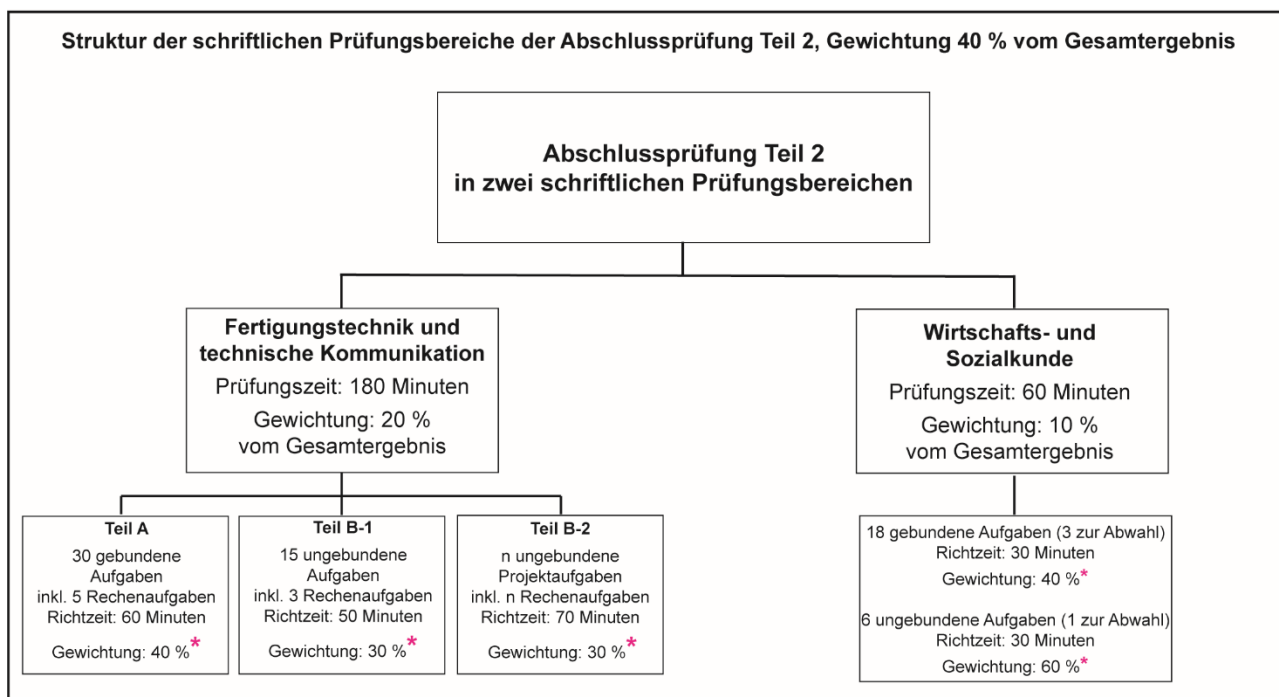 Struktur der schriftlichen Prüfungsbereiche der Abschlussprüfung Teil 2, Gewichtung 40 % vom Gesamtergebnis
Abschlussprüfung Teil 2
in zwei schriftlichen Prüfungsbereichen
Fertigungstechnik und
technische Kommunikation
Prüfungszeit: 180 Minuten
Gewichtung: 20 %
vom Gesamtergebnis
Wirtschafts- und
Sozialkunde
Prüfungszeit: 60 Minuten
Gewichtung: 10 %
vom Gesamtergebnis
Teil A
30 gebundene
Aufgaben
inkl. 5 Rechenaufgaben
Richtzeit: 60 Minuten
Gewichtung: 40 %*
Teil B-1
15 ungebundene
Aufgaben
inkl. 3 Rechenaufgaben
Richtzeit: 50 Minuten
Gewichtung: 30 %*
Teil B-2
n ungebundene
Projektaufgaben
inkl. n Rechenaufgaben
Richtzeit: 70 Minuten
Gewichtung: 30 %*
18 gebundene Aufgaben (3 zur Abwahl)
Richtzeit: 30 Minuten
Gewichtung: 40 %*
6 ungebundene Aufgaben (1 zur Abwahl)
Richtzeit: 30 Minuten
Gewichtung: 60 %*